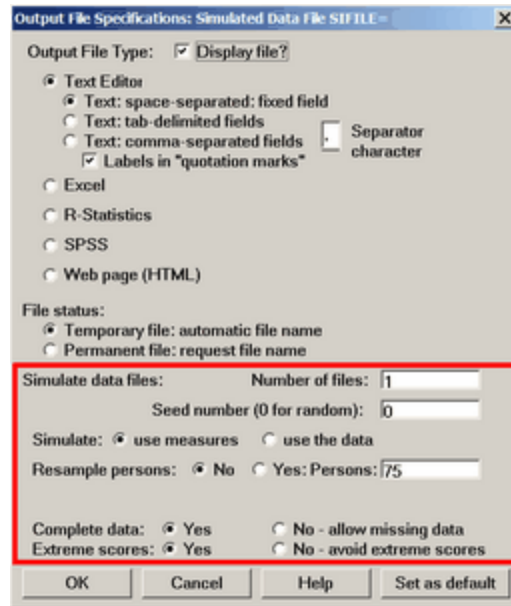 Output File Specifications: Simulated Data File SIFILE=
Output File Type: Display file?
Text Editor
Text: space-separated: fixed field
Text: tab-delimited fields
Text: comma-separated fields
Separator character
Labels in "quotation marks"
Excel
R-Statistics
SPSS
Web page (HTML)
File status:
Temporary file: automatic file name
Permanent file: request file name
Simulate data files: Number of files: 1
Seed number (0 for random): 0
Simulate: use measures use the data
Resample persons: No Yes: Persons: 75
Complete data: Yes No - allow missing data
Extreme scores: Yes No - avoid extreme scores
OK Cancel Help Set as default